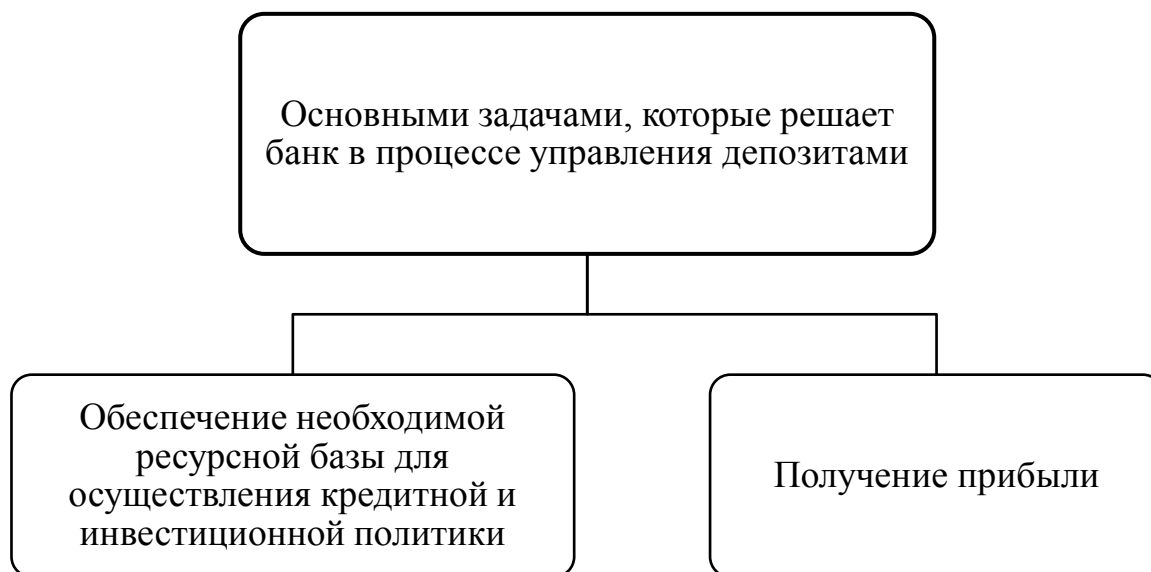 Основными задачами, которые решает
банк в процессе управления депозитами
Обеспечение необходимой
ресурсной базы для
осуществления кредитной и
инвестиционной политики
Получение прибыли